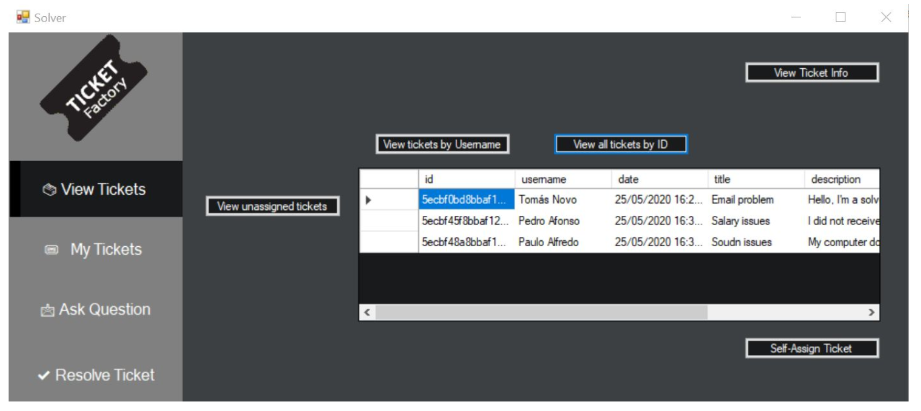 Solver
TICKET
Factory
View Ticket Info
View tickets by Username
View all tickets by ID
View Tickets
View unassigned tickets
My Tickets
Ask Question
Resolve Ticket
id username date title description
5ecbf0bd8bbaf1... Tomás Novo 25/05/2020 16:2... Email problem Hello, I'm a solv
5ecbf45f8bbaf12... Pedro Afonso 25/05/2020 16:3... Salary issues I did not receive
5ecbf48a8bbaf1... Paulo Alfredo 25/05/2020 16:3... Soudn issues My computer do
Self-Assign Ticket